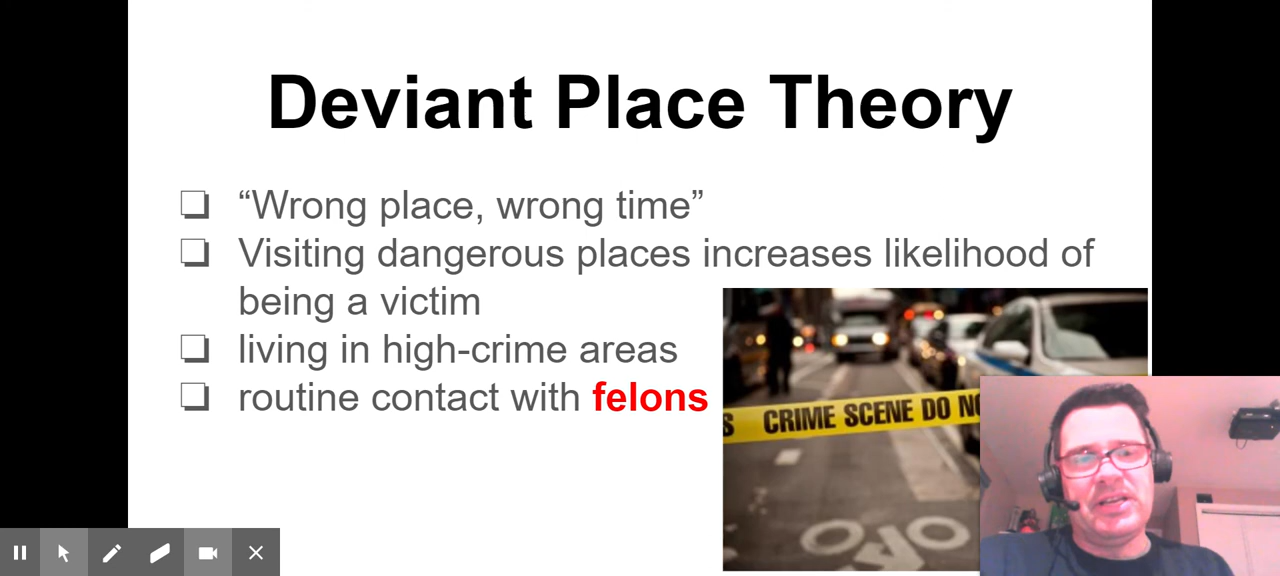 Deviant Place Theory
“Wrong place, wrong time”
Visiting dangerous places increases likelihood of
being a victim
living in high-crime areas
routine contact with felons
S CRIME SCENE DO NO